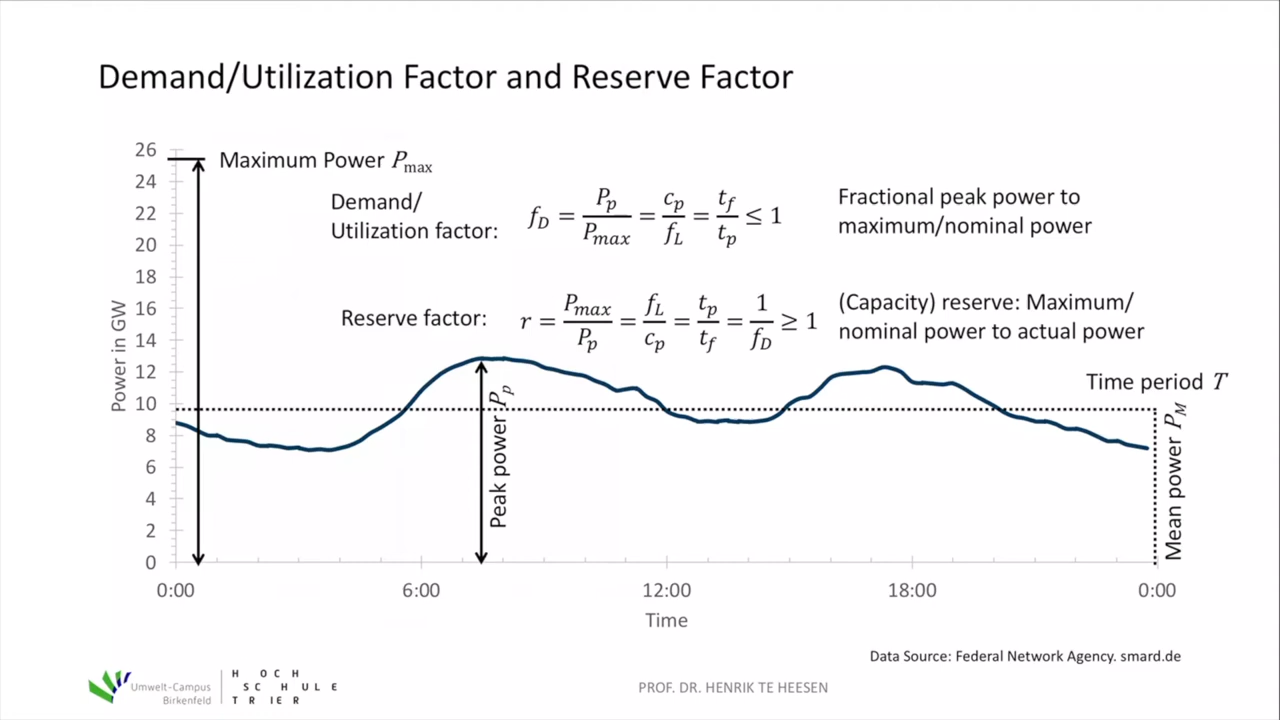 Demand/Utilization Factor and Reserve Factor
26
24
22
20
18
16
14
12
10
8
6
4
2
0
Power in GW
Maximum Power P_max
Demand/
Utilization factor:
f_D = P_p/P_max = c_p/f_L = t_f/t_p ≤ 1
Fractional peak power to
maximum/nominal power
Reserve factor:
r = P_max/P_p = f_L/c_p = t_p/t_f = 1/f_D ≥ 1
(Capacity) reserve: Maximum/
nominal power to actual power
Time period T
Peak power P_p
Mean power P_M
0:00
6:00
12:00
18:00
0:00
Time
Data Source: Federal Network Agency. smard.de
Umwelt-Campus
Birkenfeld
HOCH
SCHULE
TRIER
PROF. DR. HENRIK TE HEESEN